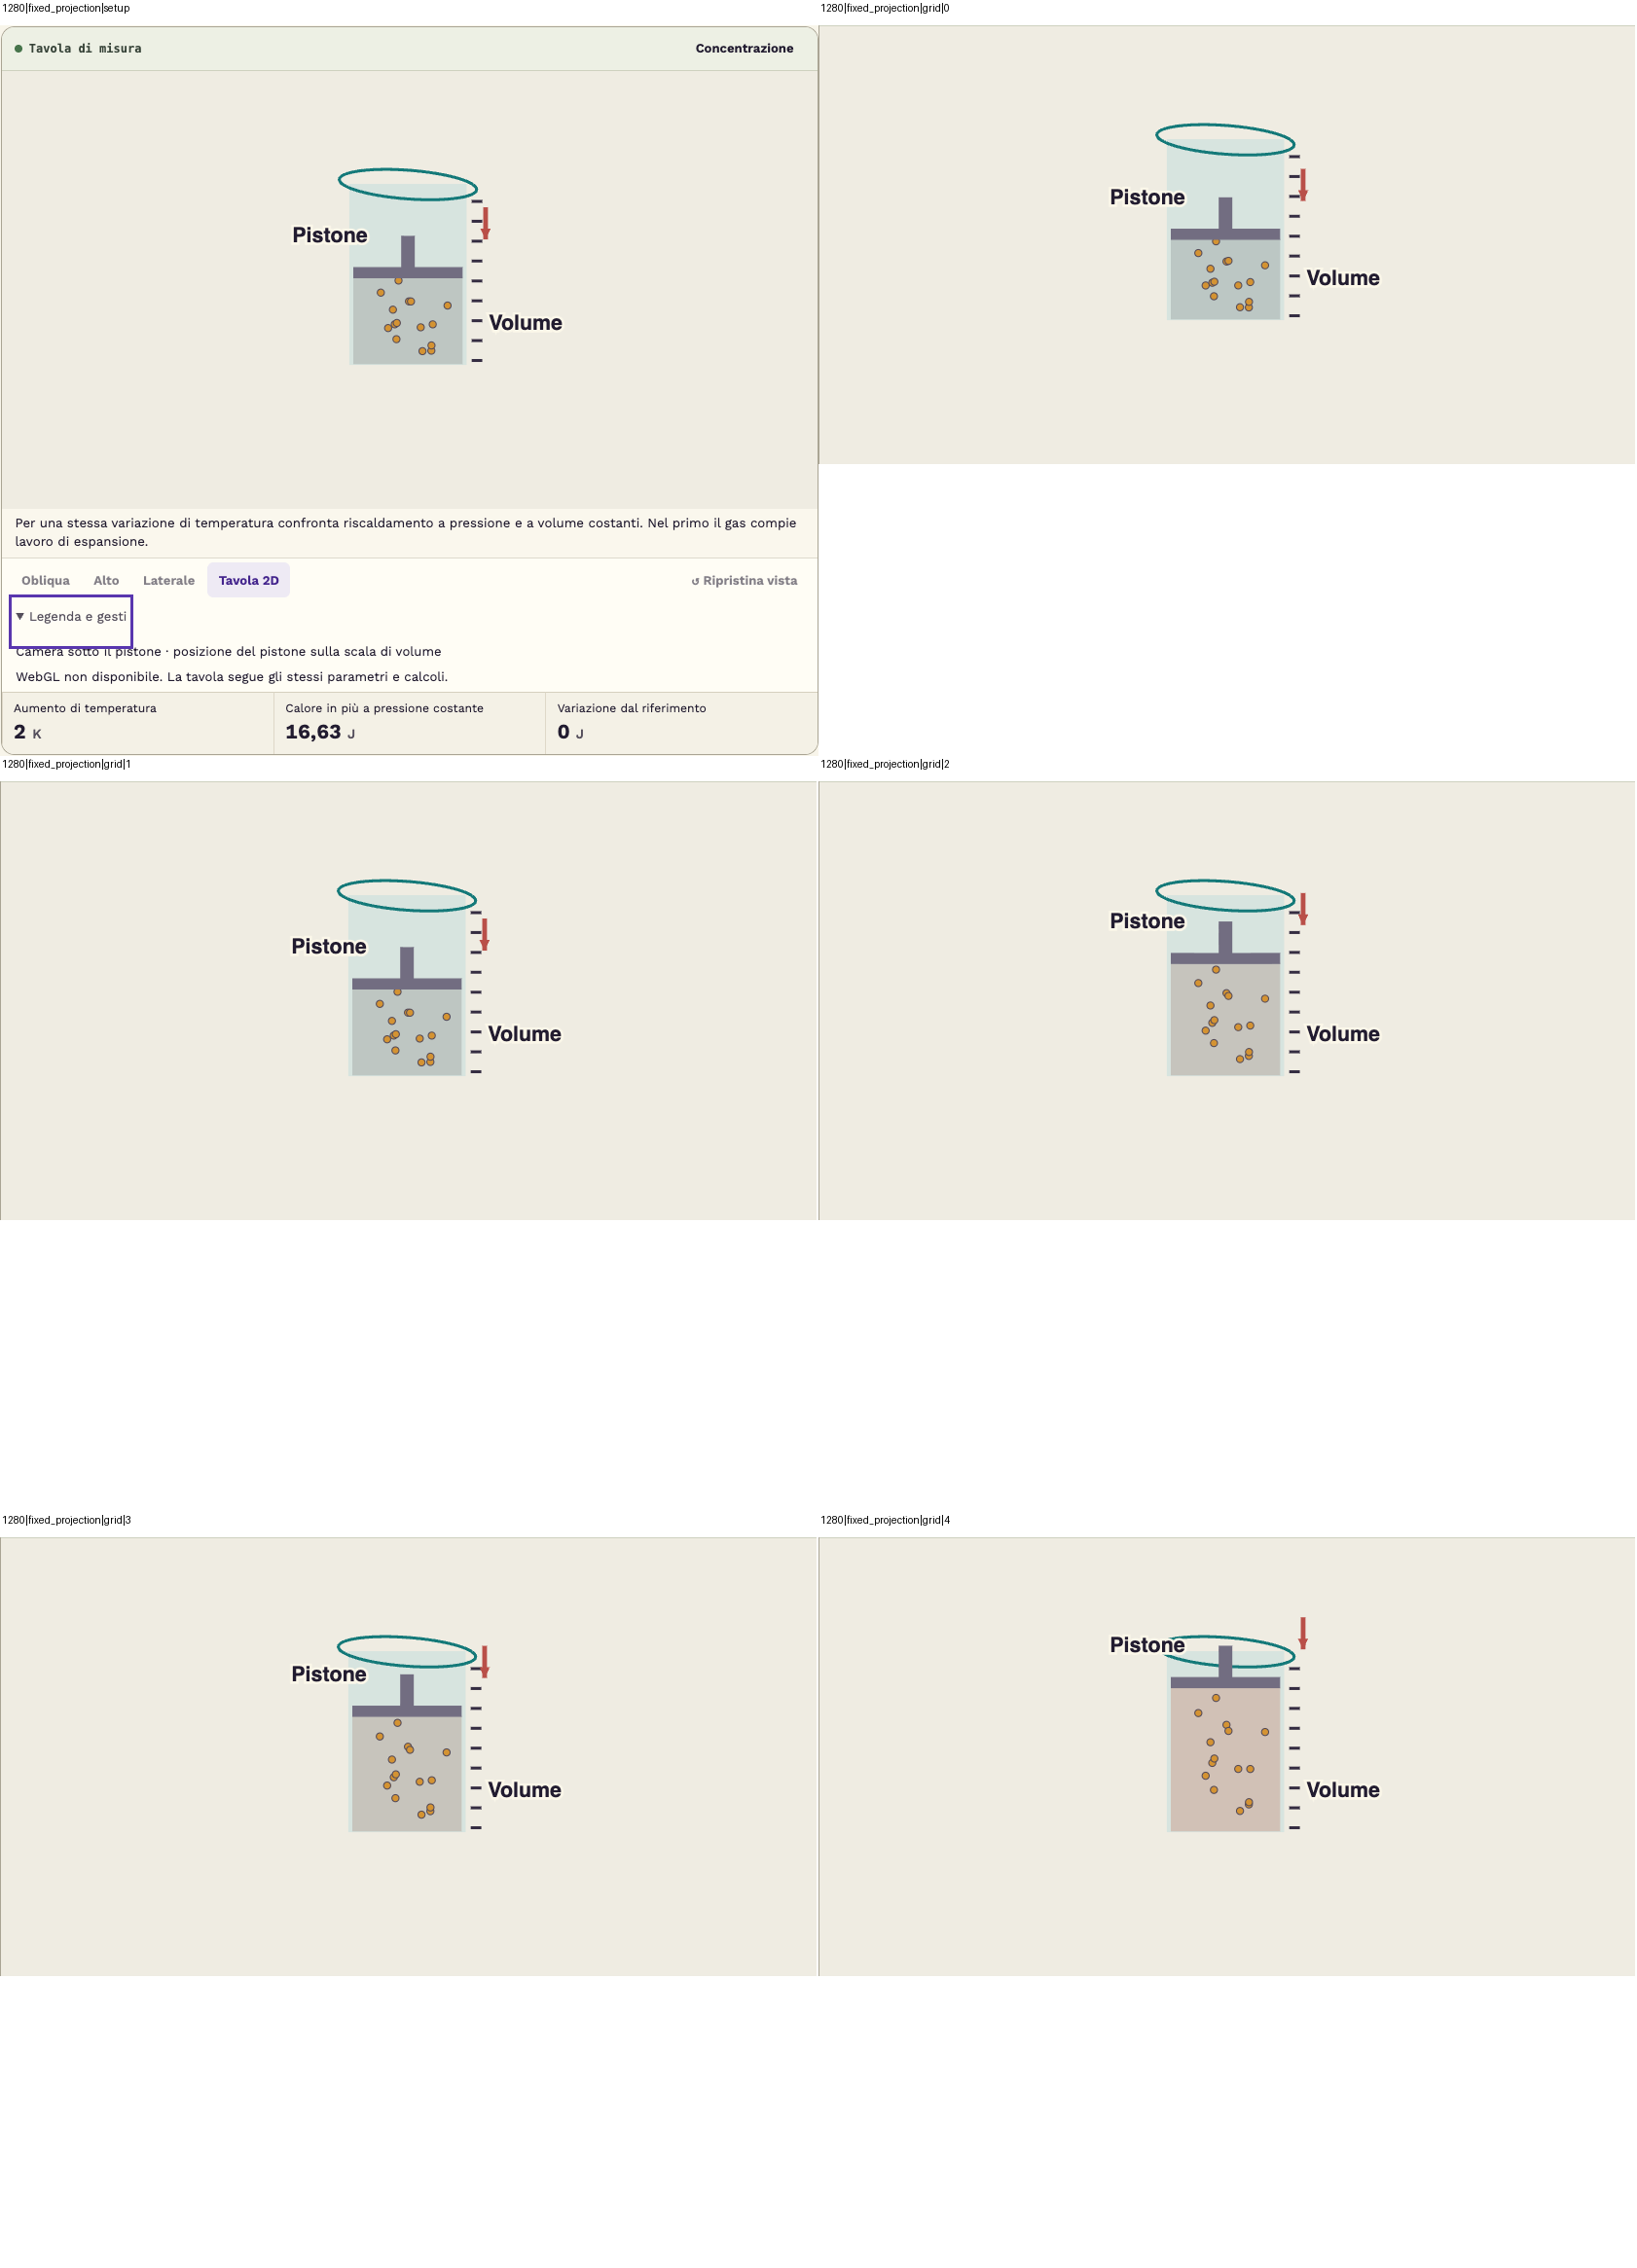 1280|fixed_projection|setup
Tavola di misura
Concentrazione
Pistone
Volume
Per una stessa variazione di temperatura confronta riscaldamento a pressione e a volume costanti. Nel primo il gas compie
lavoro di espansione.
Obliqua Alto Laterale Tavola 2D ↺ Ripristina vista
▼ Legenda e gesti
Camera sotto il pistone · posizione del pistone sulla scala di volume
WebGL non disponibile. La tavola segue gli stessi parametri e calcoli.
Aumento di temperatura
2 K
Calore in più a pressione costante
16,63 J
Variazione dal riferimento
0 J
1280|fixed_projection|grid|0
Pistone
Volume
1280|fixed_projection|grid|1
Pistone
Volume
1280|fixed_projection|grid|2
Pistone
Volume
1280|fixed_projection|grid|3
Pistone
Volume
1280|fixed_projection|grid|4
Pistone
Volume